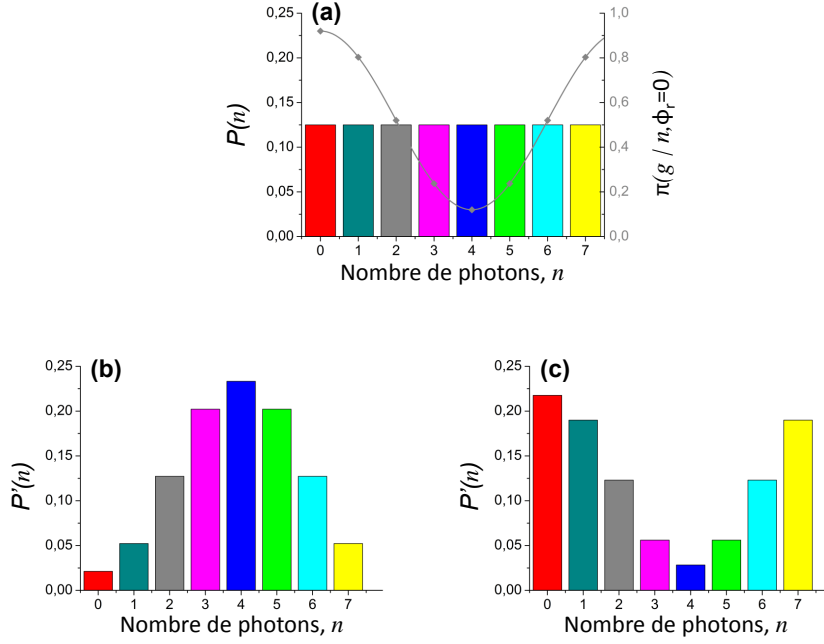 (a)
0,25
0,20
0,15
0,10
0,05
0,00
P(n)
1,0
0,8
0,6
0,4
0,2
0,0
π(g / n,ϕr=0)
0 1 2 3 4 5 6 7
Nombre de photons, n
(b)
0,25
0,20
0,15
0,10
0,05
0,00
P'(n)
0 1 2 3 4 5 6 7
Nombre de photons, n
(c)
0,25
0,20
0,15
0,10
0,05
0,00
P'(n)
0 1 2 3 4 5 6 7
Nombre de photons, n